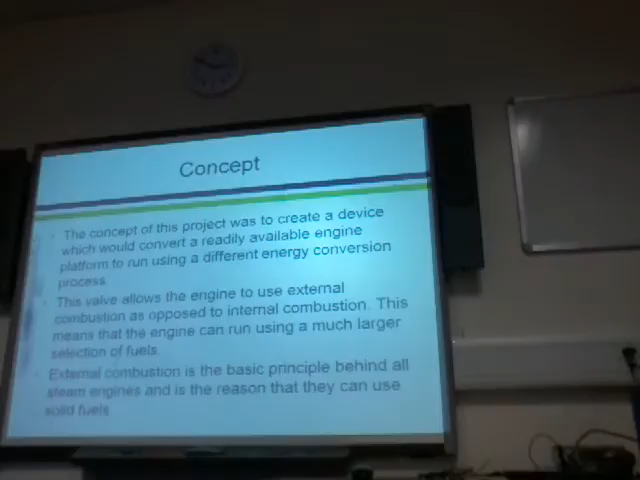 Concept
The concept of this project was to create a device
which would convert a readily available engine
platform to run using a different energy conversion
process.
This valve allows the engine to use external
combustion as opposed to internal combustion. This
means that the engine can run using a much larger
selection of fuels.
External combustion is the basic principle behind all
steam engines and is the reason that they can use
solid fuels